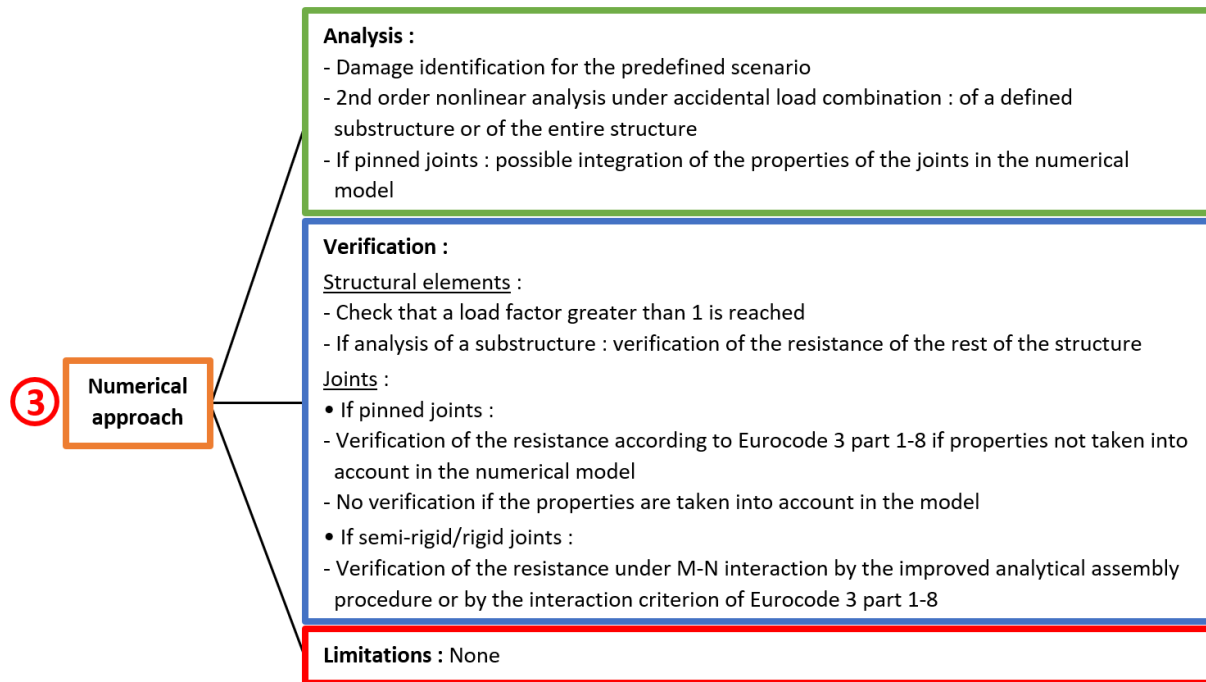 Analysis :
- Damage identification for the predefined scenario
- 2nd order nonlinear analysis under accidental load combination : of a defined
substructure or of the entire structure
- If pinned joints : possible integration of the properties of the joints in the numerical
model
Verification :
Structural elements :
- Check that a load factor greater than 1 is reached
- If analysis of a substructure : verification of the resistance of the rest of the structure
Joints :
• If pinned joints :
- Verification of the resistance according to Eurocode 3 part 1-8 if properties not taken into
account in the numerical model
- No verification if the properties are taken into account in the model
• If semi-rigid/rigid joints :
- Verification of the resistance under M-N interaction by the improved analytical assembly
procedure or by the interaction criterion of Eurocode 3 part 1-8
Limitations : None
3
Numerical
approach